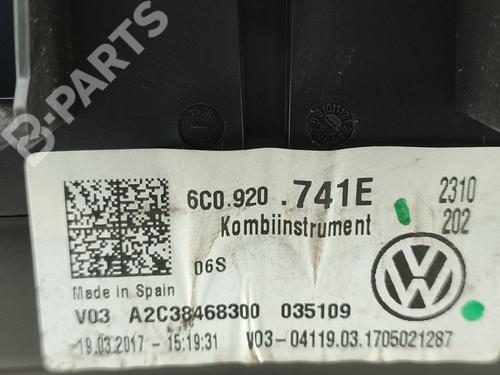 B-PARTS
6C0.920 .741E 2310
Kombiinstrument 202
06S
Made in Spain
V03 A2C38468300 035109
19.03.2017 - 15:19:31 V03-04119.03.1705021287